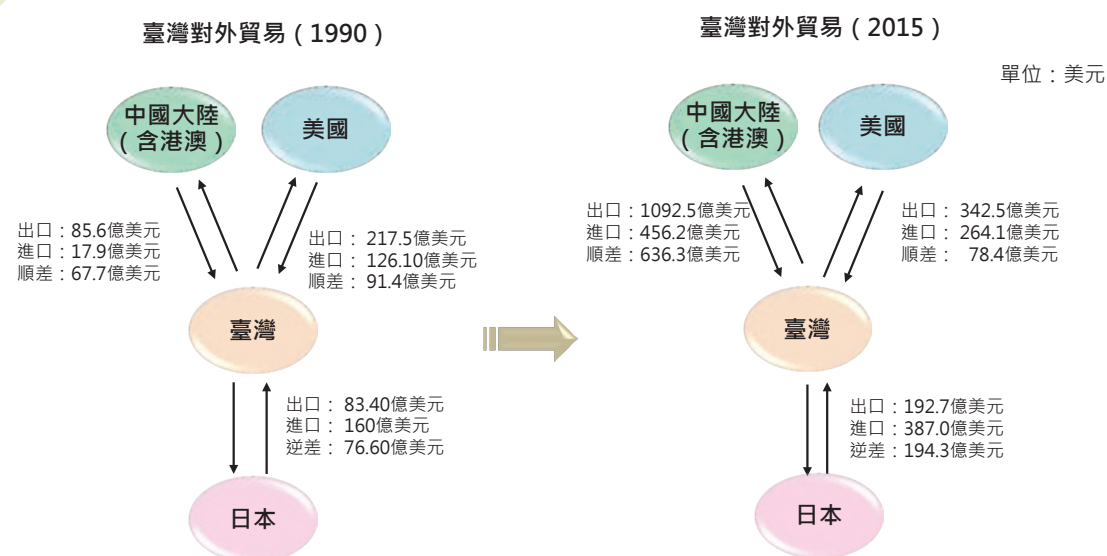 臺灣對外貿易（1990）
中國大陸
（含港澳）
美國
出口：85.6億美元
進口：17.9億美元
順差：67.7億美元
出口： 217.5億美元
進口： 126.10億美元
順差： 91.4億美元
臺灣
出口： 83.40億美元
進口： 160億美元
逆差： 76.60億美元
日本
臺灣對外貿易（2015）
單位：美元
中國大陸
（含港澳）
美國
出口：1092.5億美元
進口：456.2億美元
順差：636.3億美元
出口： 342.5億美元
進口： 264.1億美元
順差： 78.4億美元
臺灣
出口：192.7億美元
進口：387.0億美元
逆差：194.3億美元
日本